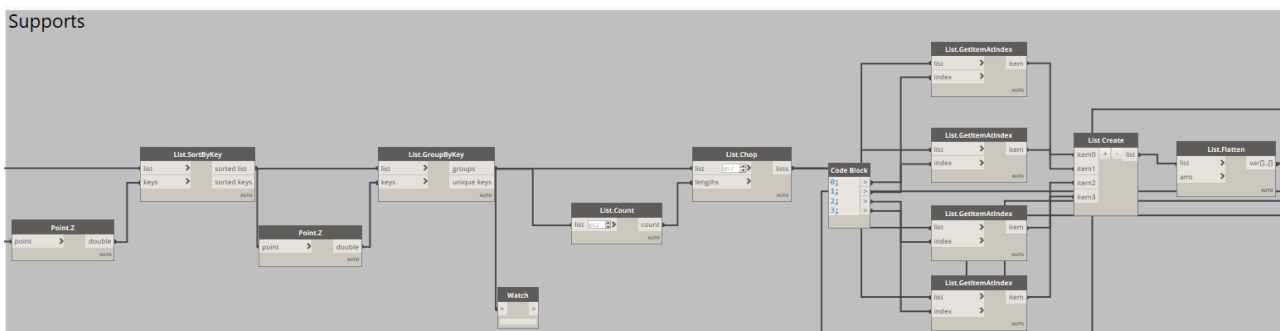 Supports
List.SortByKey
list > sorted list
keys > sorted keys
AUTO
Point.Z
point > double
AUTO
Point.Z
point > double
AUTO
List.GroupByKey
list > groups
keys > unique keys
AUTO
Watch
> >
List.Count
list @L2 > count
AUTO
List.Chop
list @L2 > lists
lengths >
AUTO
Code Block
0; >
1; >
2; >
3; >
List.GetItemAtIndex
list > item
index >
AUTO
List.GetItemAtIndex
list > item
index >
AUTO
List.GetItemAtIndex
list > item
index >
AUTO
List.GetItemAtIndex
list > item
index >
AUTO
List Create
item0 + - list
item1
item2
item3
AUTO
List.Flatten
list > var[]..[]
amt >
AUTO